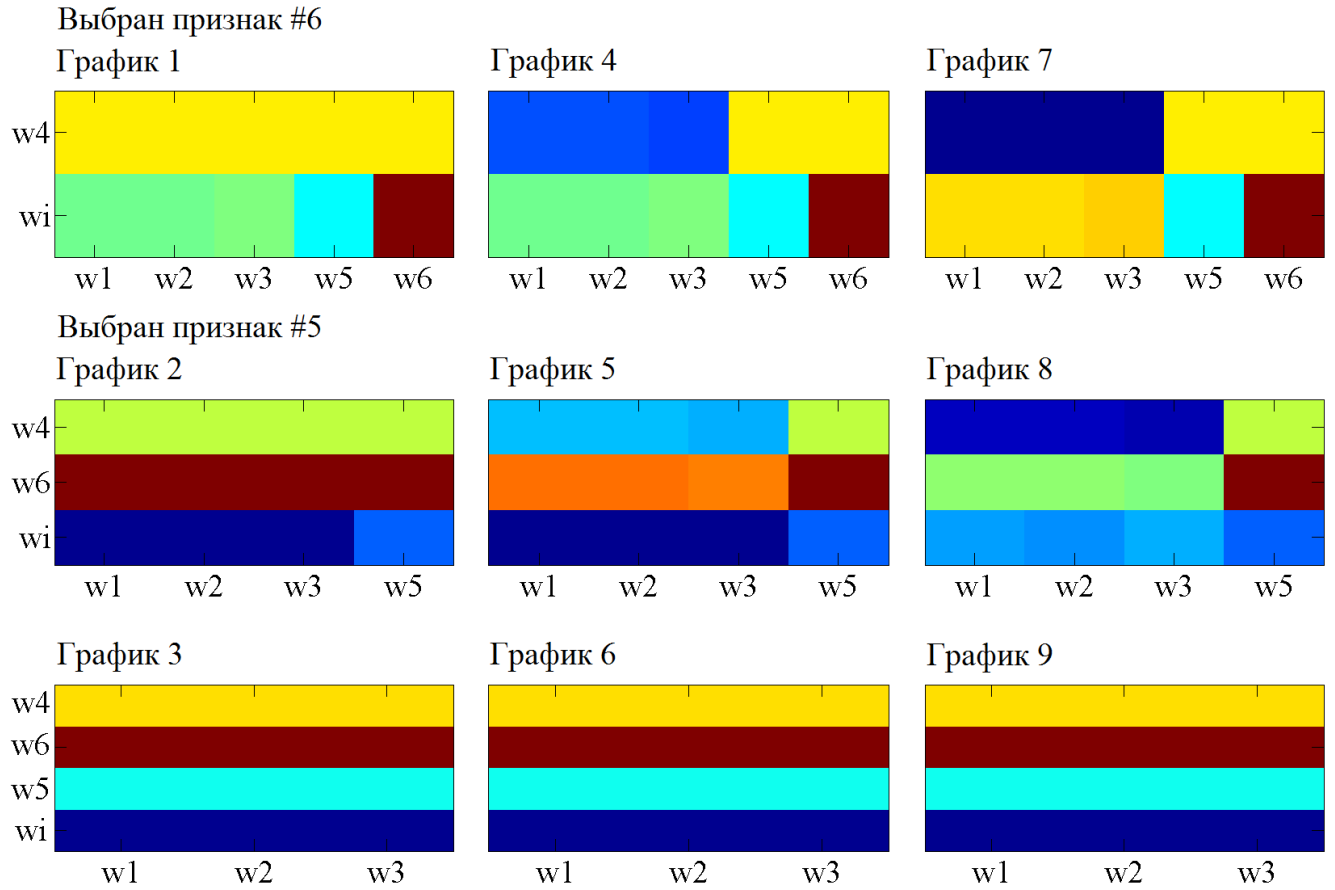 Выбран признак #6
График 1
График 4
График 7
w4
wi
w1 w2 w3 w5 w6
w1 w2 w3 w5 w6
w1 w2 w3 w5 w6
Выбран признак #5
График 2
График 5
График 8
w4
w6
wi
w1 w2 w3 w5
w1 w2 w3 w5
w1 w2 w3 w5
График 3
График 6
График 9
w4
w6
w5
wi
w1 w2 w3
w1 w2 w3
w1 w2 w3